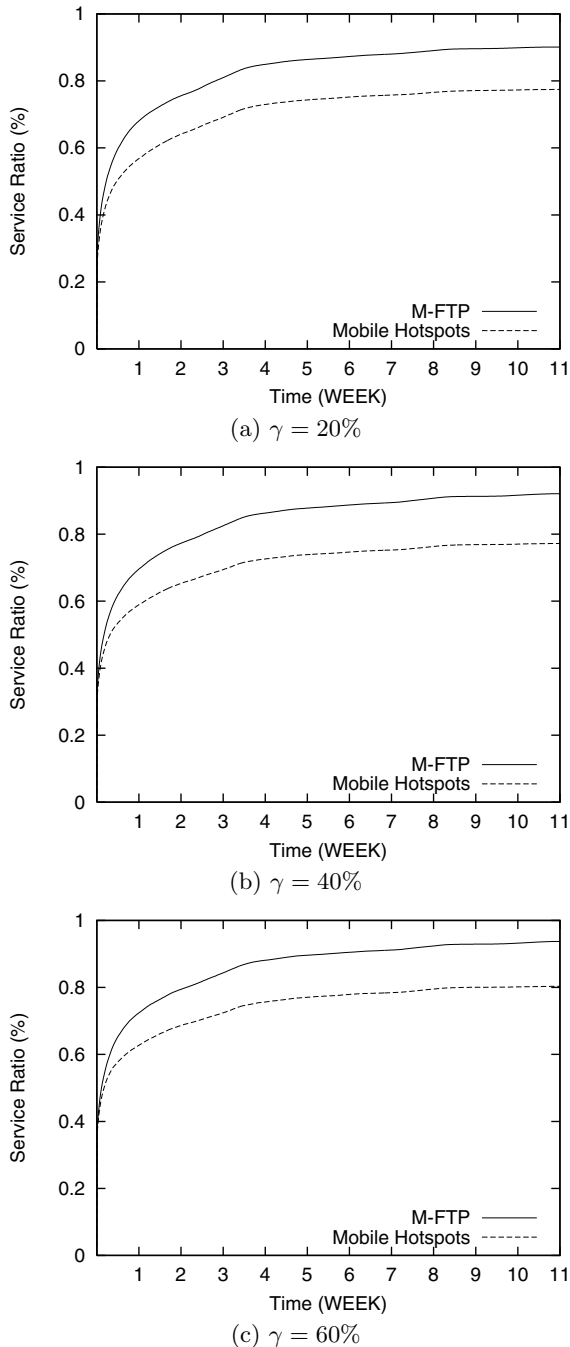 1
0.8
0.6
0.4
0.2
0
Service Ratio (%)
M-FTP
Mobile Hotspots
1 2 3 4 5 6 7 8 9 10 11
Time (WEEK)
(a) γ = 20%
1
0.8
0.6
0.4
0.2
0
Service Ratio (%)
M-FTP
Mobile Hotspots
1 2 3 4 5 6 7 8 9 10 11
Time (WEEK)
(b) γ = 40%
1
0.8
0.6
0.4
0.2
0
Service Ratio (%)
M-FTP
Mobile Hotspots
1 2 3 4 5 6 7 8 9 10 11
Time (WEEK)
(c) γ = 60%